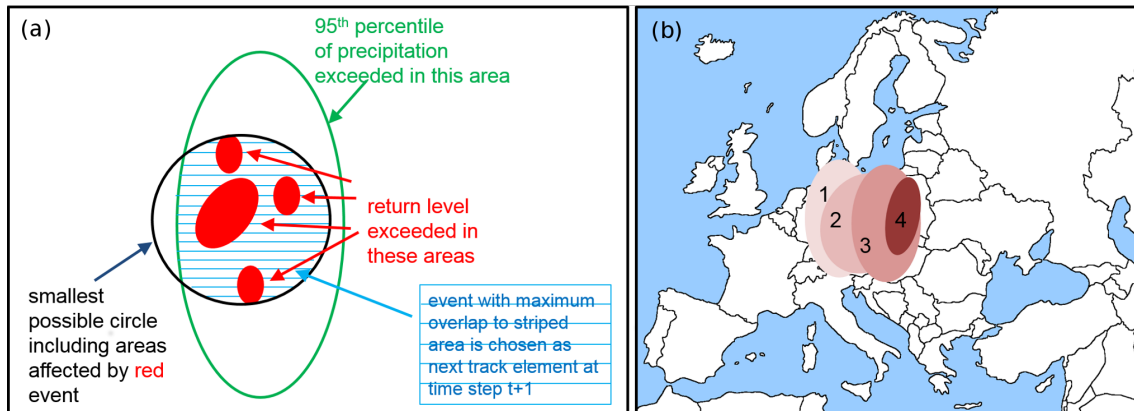 (a)
95th percentile
of precipitation
exceeded in this area
return level
exceeded in
these areas
smallest
possible circle
including areas
affected by red
event
event with maximum
overlap to striped
area is chosen as
next track element at
time step t+1
(b)
1
2
3
4